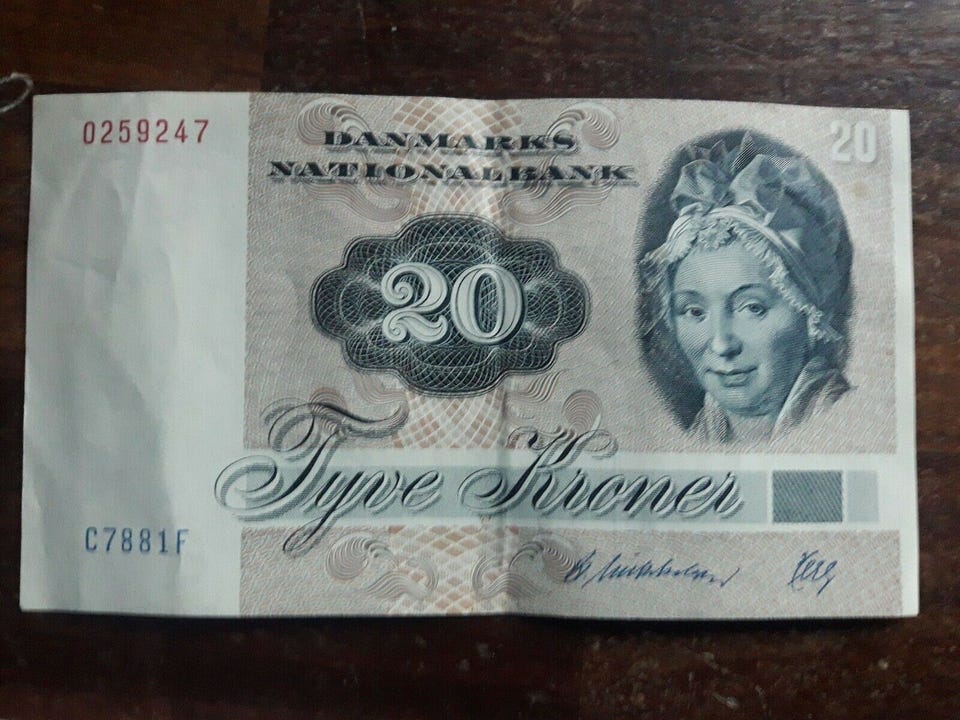 0259247
DANMARKS
NATIONALBANK
20
20
Tyve Kroner
C7881F